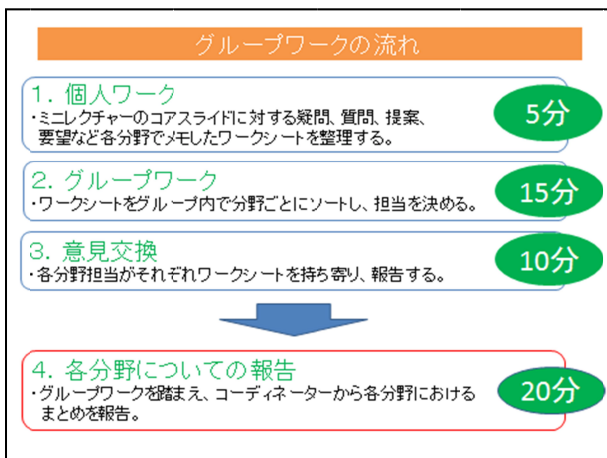 グループワークの流れ
1. 個人ワーク
・ミニレクチャーのコアスライドに対する疑問、質問、提案、
要望など各分野でメモしたワークシートを整理する。
5分
2. グループワーク
・ワークシートをグループ内で分野ごとにソートし、担当を決める。
15分
3. 意見交換
・各分野担当がそれぞれワークシートを持ち寄り、報告する。
10分
4. 各分野についての報告
・グループワークを踏まえ、コーディネーターから各分野における
まとめを報告。
20分